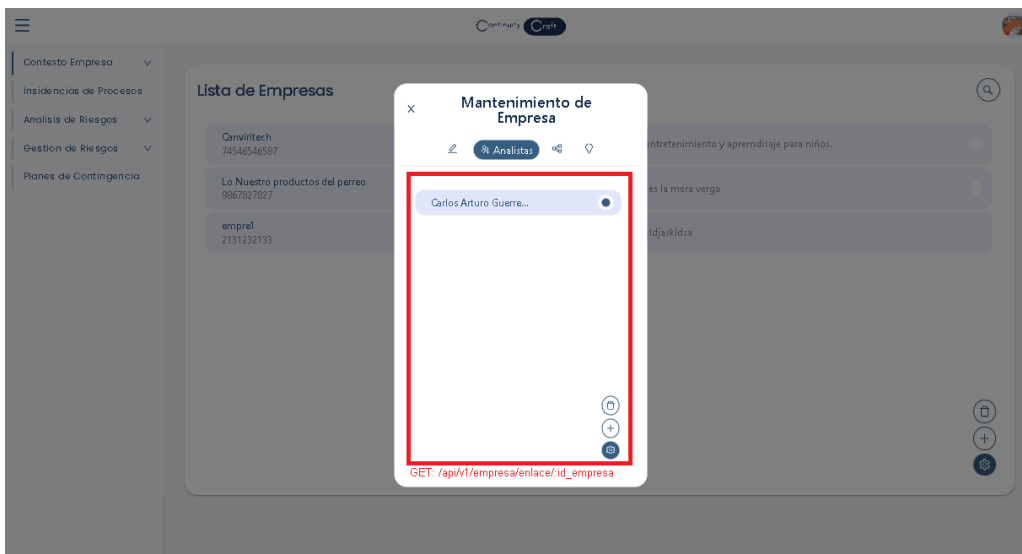 Continuity Craft
Contexto Empresa
Insidencias de Procesos
Analisis de Riesgos
Gestion de Riesgos
Planes de Contingencia
Lista de Empresas
Canviritech
74546546587
entretenimiento y apremdisaje para niños.
Lo Nuestro productos del perreo
9867827827
es la mera verga
empre1
2131232133
ldjaskldsa
X
Mantenimiento de
Empresa
Analistas
Carlos Arturo Guerre...
GET: /api/v1/empresa/enlace/:id_empresa